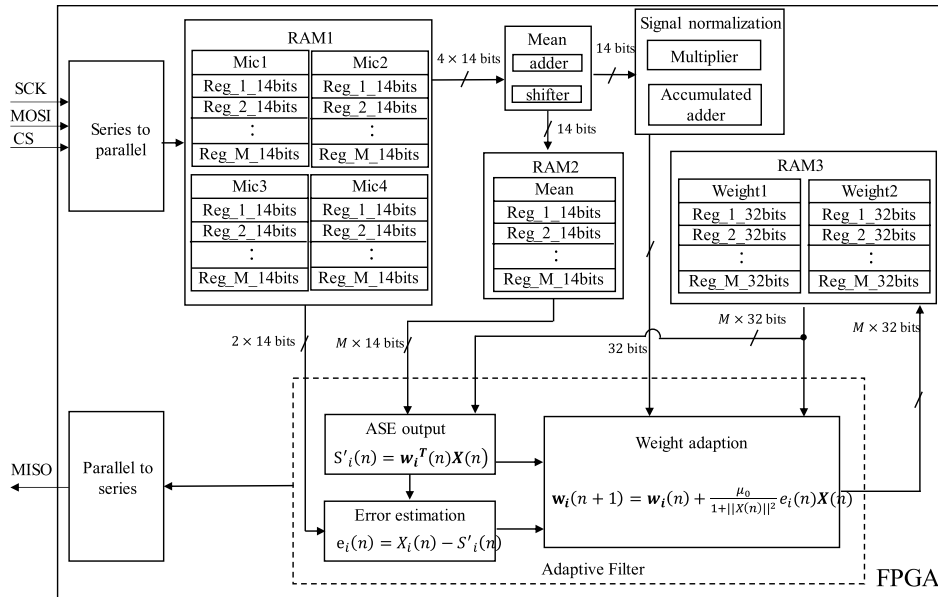 SCK
MOSI
CS
Series to
parallel
RAM1
Mic1
Reg_1_14bits
Reg_2_14bits
:
Reg_M_14bits
Mic2
Reg_1_14bits
Reg_2_14bits
:
Reg_M_14bits
Mic3
Reg_1_14bits
Reg_2_14bits
:
Reg_M_14bits
Mic4
Reg_1_14bits
Reg_2_14bits
:
Reg_M_14bits
4 × 14 bits
Mean
adder
shifter
14 bits
14 bits
Signal normalization
Multiplier
Accumulated
adder
RAM2
Mean
Reg_1_14bits
Reg_2_14bits
:
Reg_M_14bits
RAM3
Weight1
Reg_1_32bits
Reg_2_32bits
:
Reg_M_32bits
Weight2
Reg_1_32bits
Reg_2_32bits
:
Reg_M_32bits
2 × 14 bits
M × 14 bits
32 bits
M × 32 bits
M × 32 bits
ASE output
S'ᵢ(n) = wᵢᵀ(n)X(n)
Error estimation
eᵢ(n) = Xᵢ(n) − S'ᵢ(n)
Weight adaption
wᵢ(n + 1) = wᵢ(n) + μ₀/(1+||X(n)||²) eᵢ(n)X(n)
Adaptive Filter
MISO
Parallel to
series
FPGA